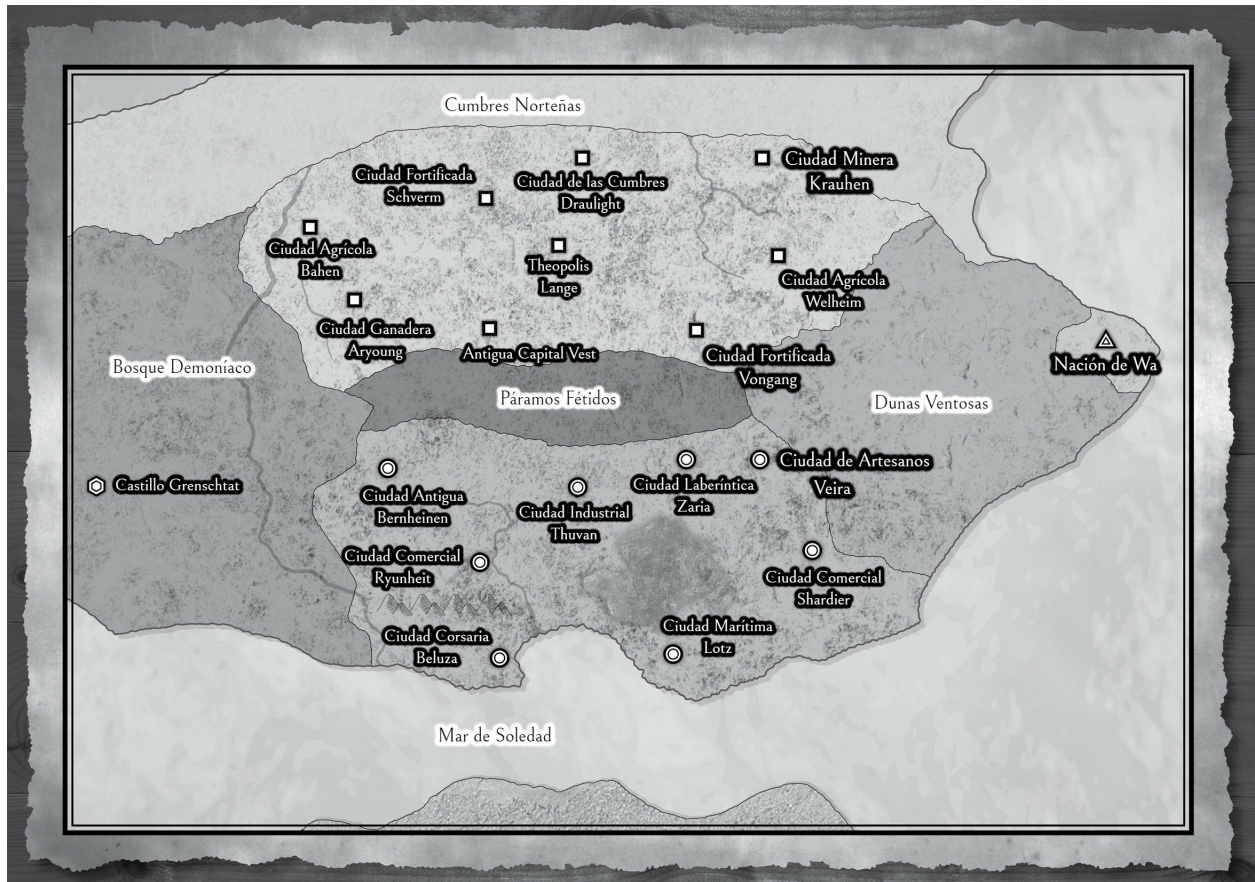 Cumbres Norteñas
Ciudad Fortificada
Schverm
Ciudad de las Cumbres
Draulight
Ciudad Minera
Krauhen
Ciudad Agrícola
Bahen
Theopolis
Lange
Ciudad Agrícola
Welheim
Ciudad Ganadera
Aryoung
Antigua Capital Vest
Ciudad Fortificada
Vongang
Nación de Wa
Bosque Demoníaco
Páramos Fétidos
Dunas Ventosas
Castillo Grenschtat
Ciudad Antigua
Bernheinen
Ciudad Industrial
Thuvan
Ciudad Laberíntica
Zaria
Ciudad de Artesanos
Veira
Ciudad Comercial
Ryunheit
Ciudad Comercial
Shardier
Ciudad Corsaria
Beluza
Ciudad Marítima
Lotz
Mar de Soledad